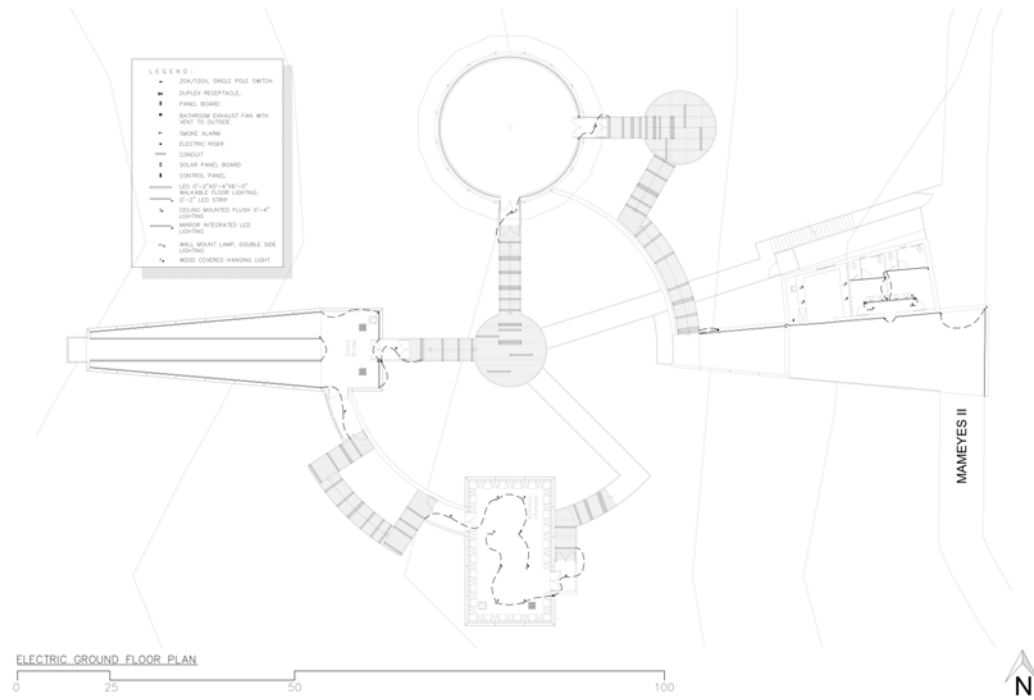 LEGEND:
20A/120V, SINGLE POLE SWITCH
DUPLEX RECEPTACLE,
PANEL BOARD
BATHROOM EXHAUST FAN WITH
VENT TO OUTSIDE
SMOKE ALARM
ELECTRIC RISER
CONDUIT
SOLAR PANEL BOARD
CONTROL PANEL
LED 0'-2"X0'-4"X6'-0"
WALKABLE FLOOR LIGHTING.
0'-2" LED STRIP
CEILING MOUNTED FLUSH 0'-4"
LIGHTING
MIRROR INTEGRATED LED
LIGHTING
WALL MOUNT LAMP, DOUBLE SIDE
LIGHTING
WOOD COVERED HANGING LIGHT
MAMEYES II
ELECTRIC GROUND FLOOR PLAN
0 25 50 100
N